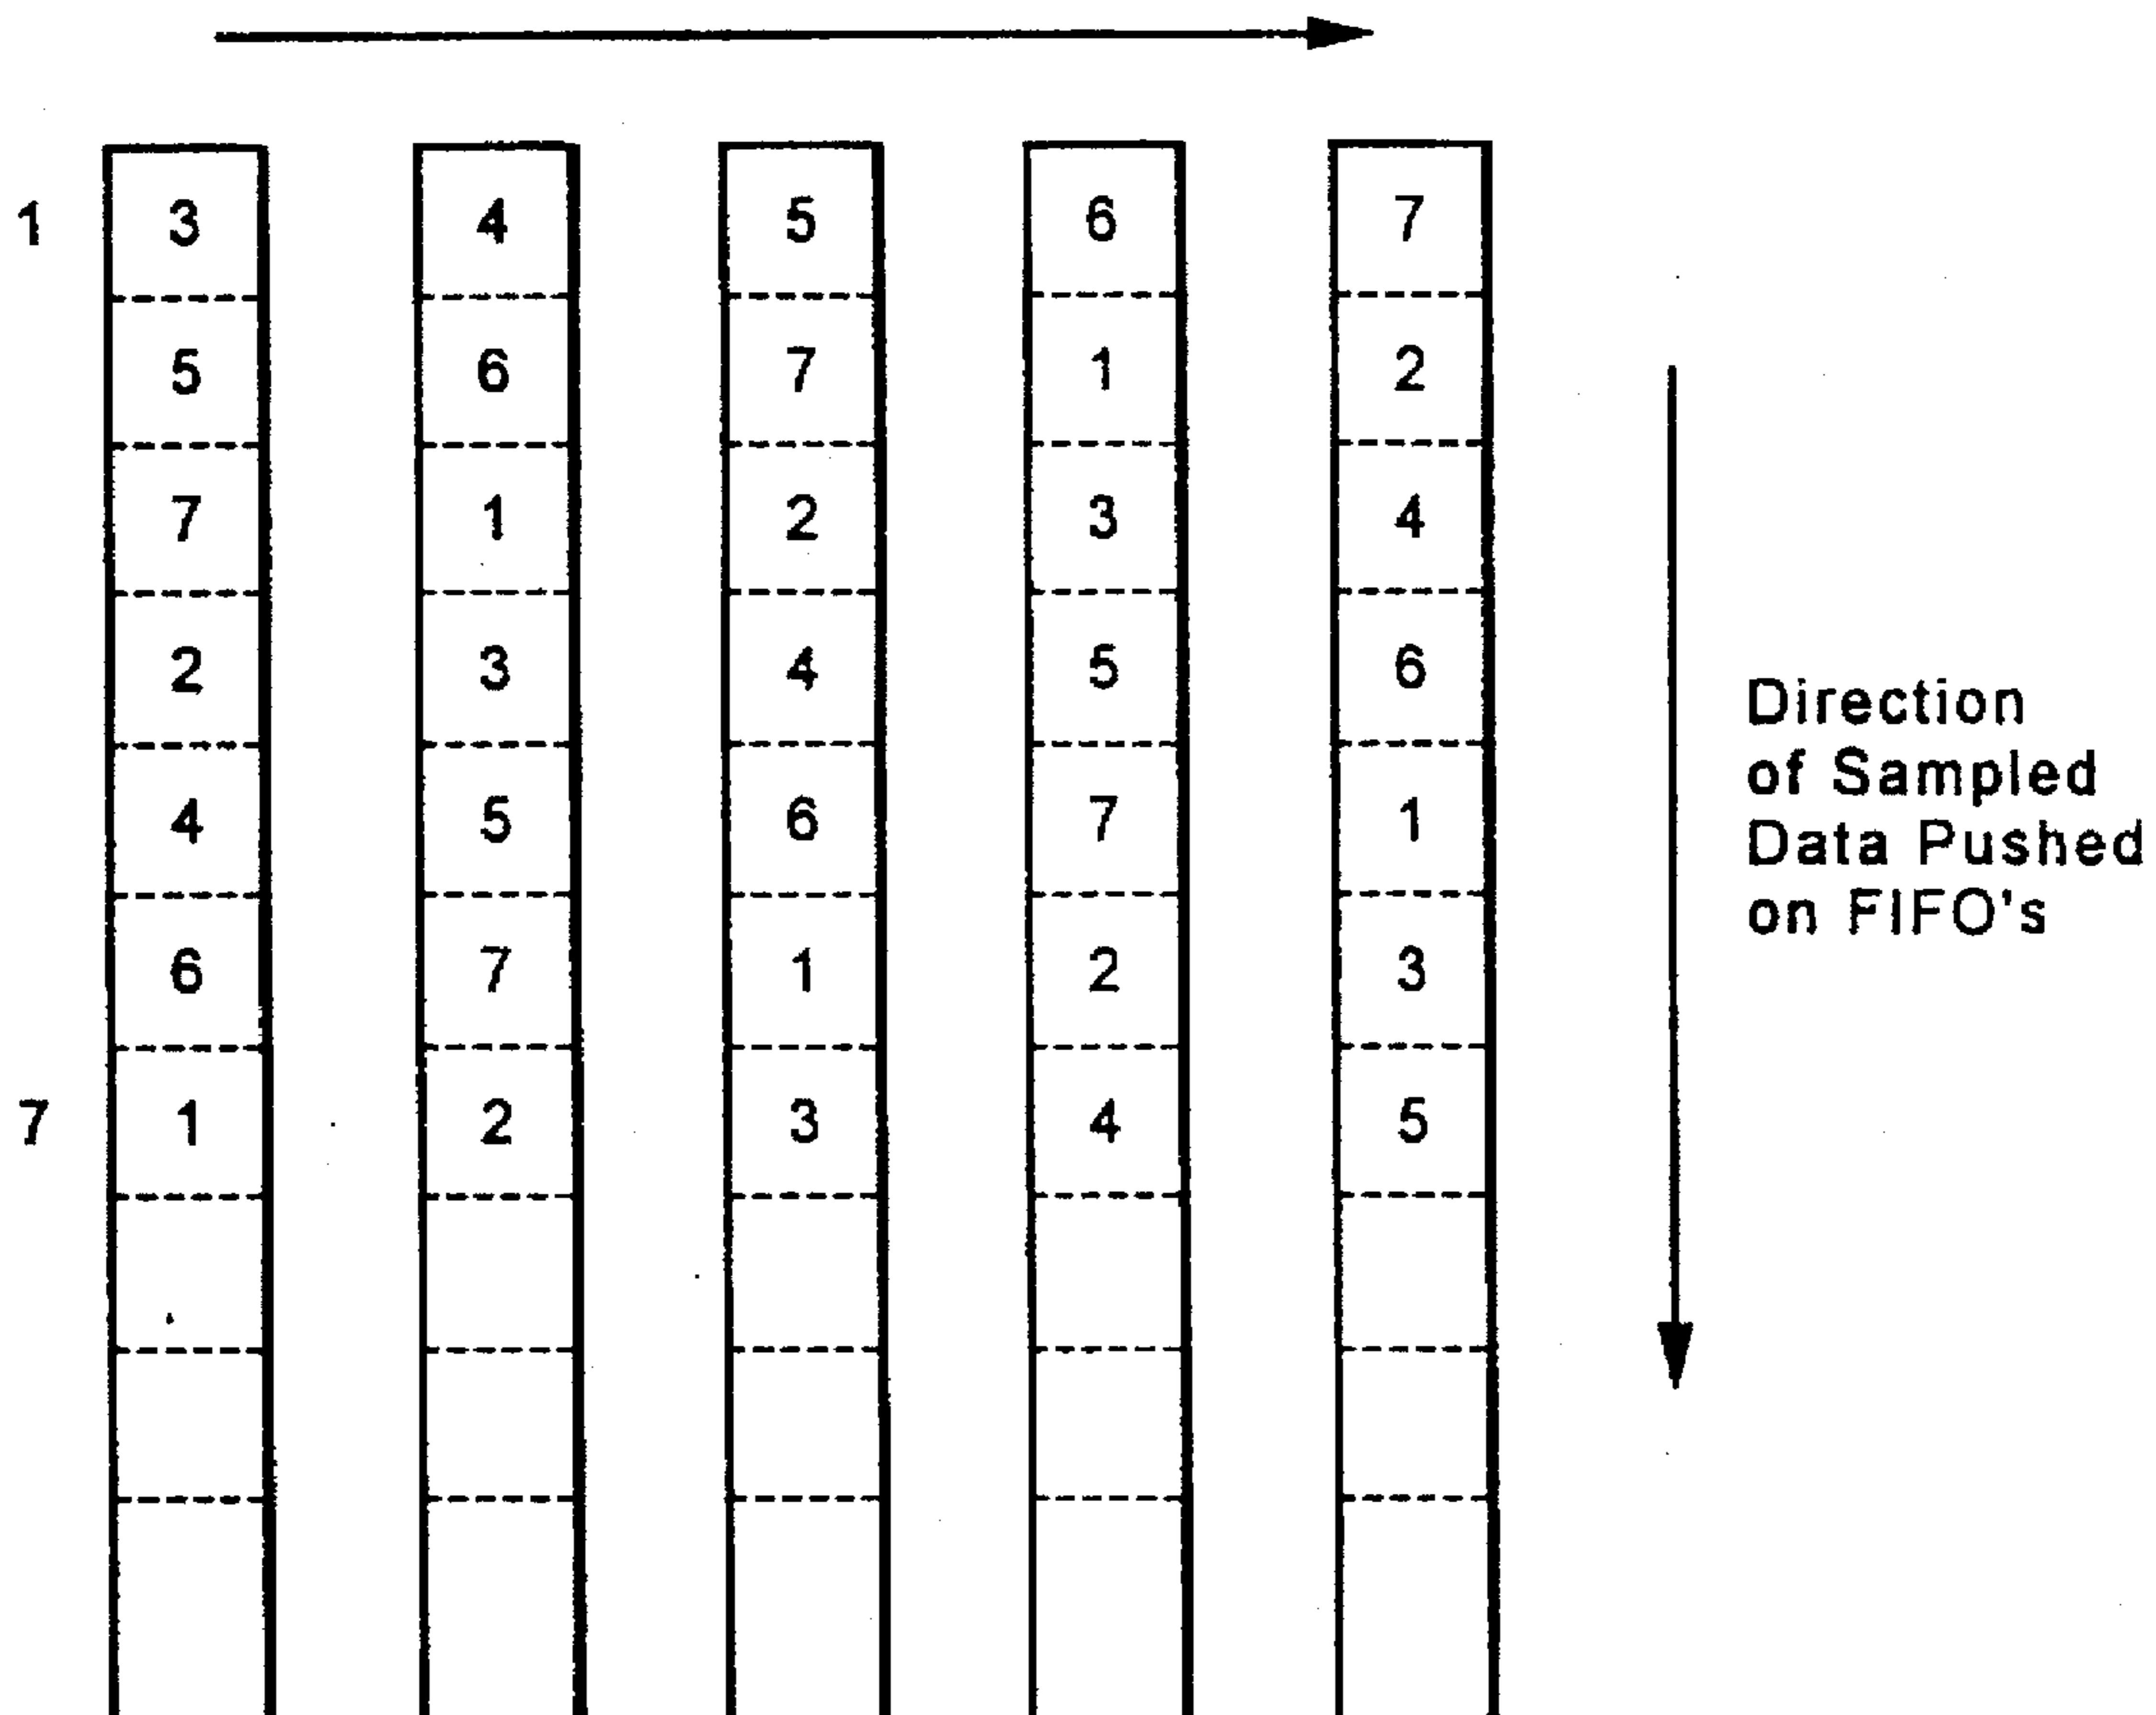 1 3 4 5 6 7
5 6 7 1 2
7 1 2 3 4
2 3 4 5 6
4 5 6 7 1
6 7 1 2 3
7 1 2 3 4 5
Direction
of Sampled
Data Pushed
on FIFO's